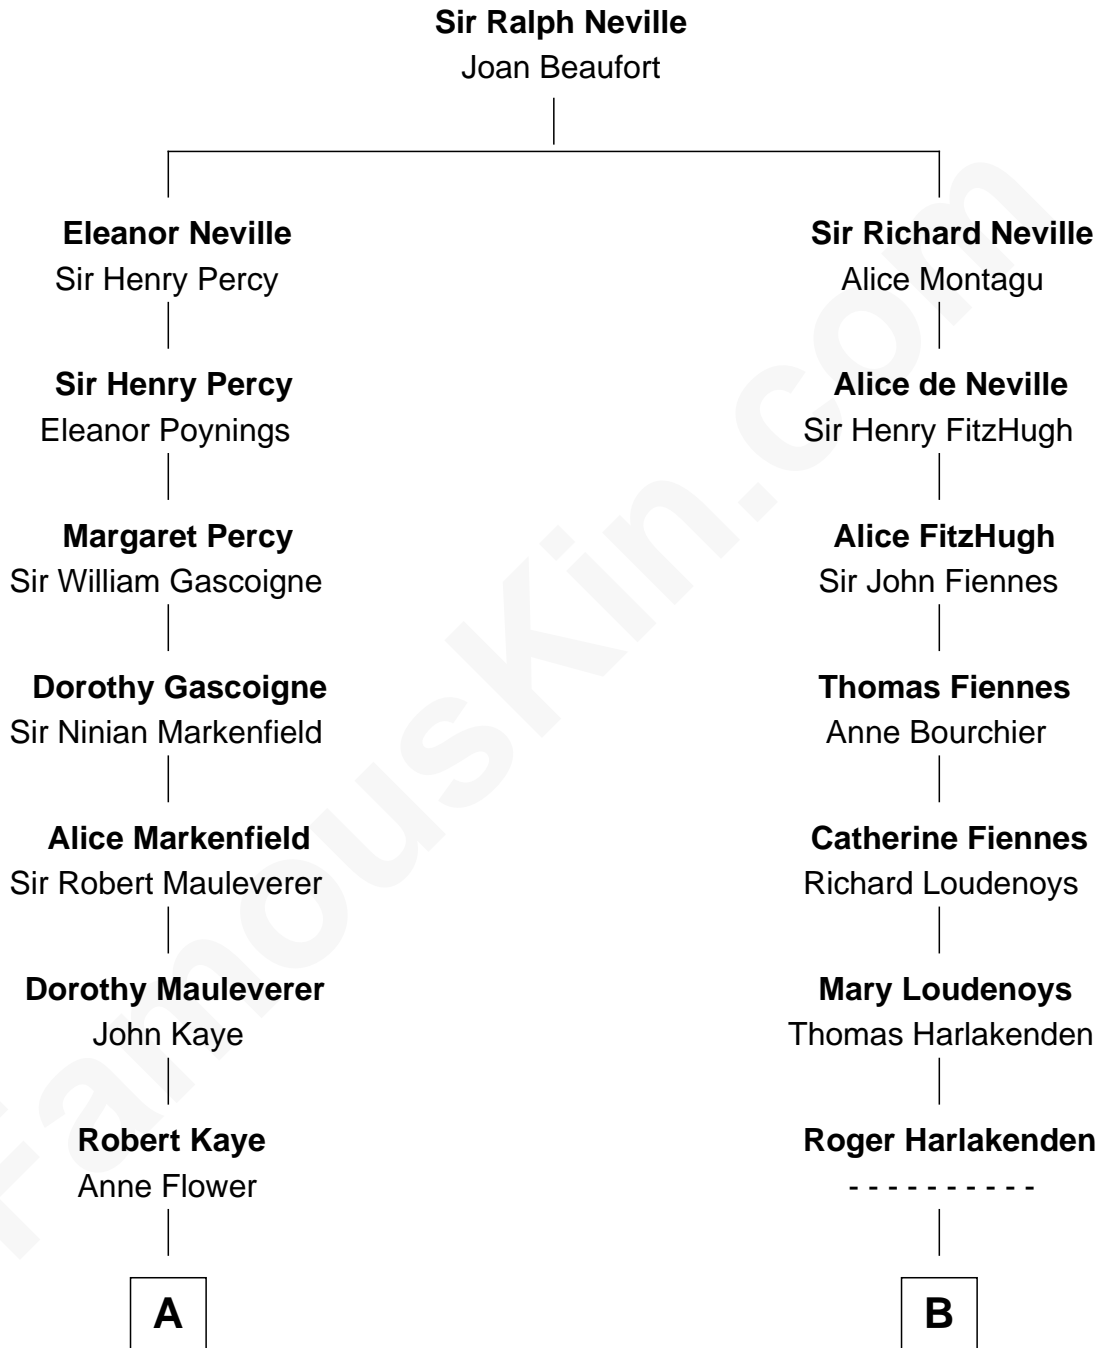 Sir Ralph Neville
Joan Beaufort
Eleanor Neville
Sir Henry Percy
Sir Richard Neville
Alice Montagu
Sir Henry Percy
Eleanor Poynings
Alice de Neville
Sir Henry FitzHugh
Margaret Percy
Sir William Gascoigne
Alice FitzHugh
Sir John Fiennes
Dorothy Gascoigne
Sir Ninian Markenfield
Thomas Fiennes
Anne Bourchier
Alice Markenfield
Sir Robert Mauleverer
Catherine Fiennes
Richard Loudenoys
Dorothy Mauleverer
John Kaye
Mary Loudenoys
Thomas Harlakenden
Robert Kaye
Anne Flower
Roger Harlakenden
- - - - - - - - - -
A
B
FamousKin.com